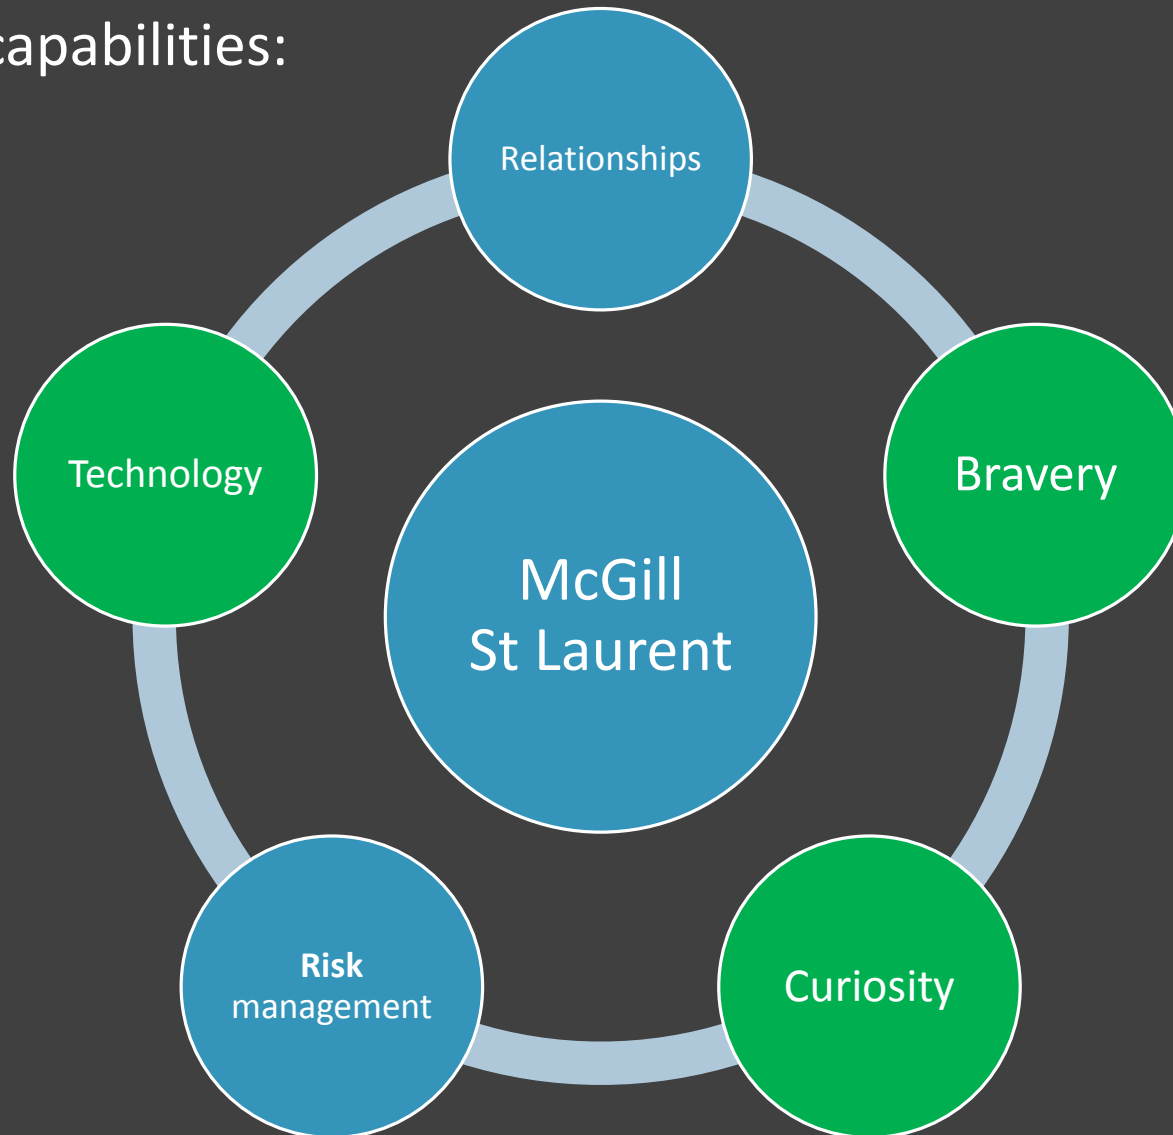 capabilities:
Relationships
Technology
Bravery
McGill
St Laurent
Risk
management
Curiosity